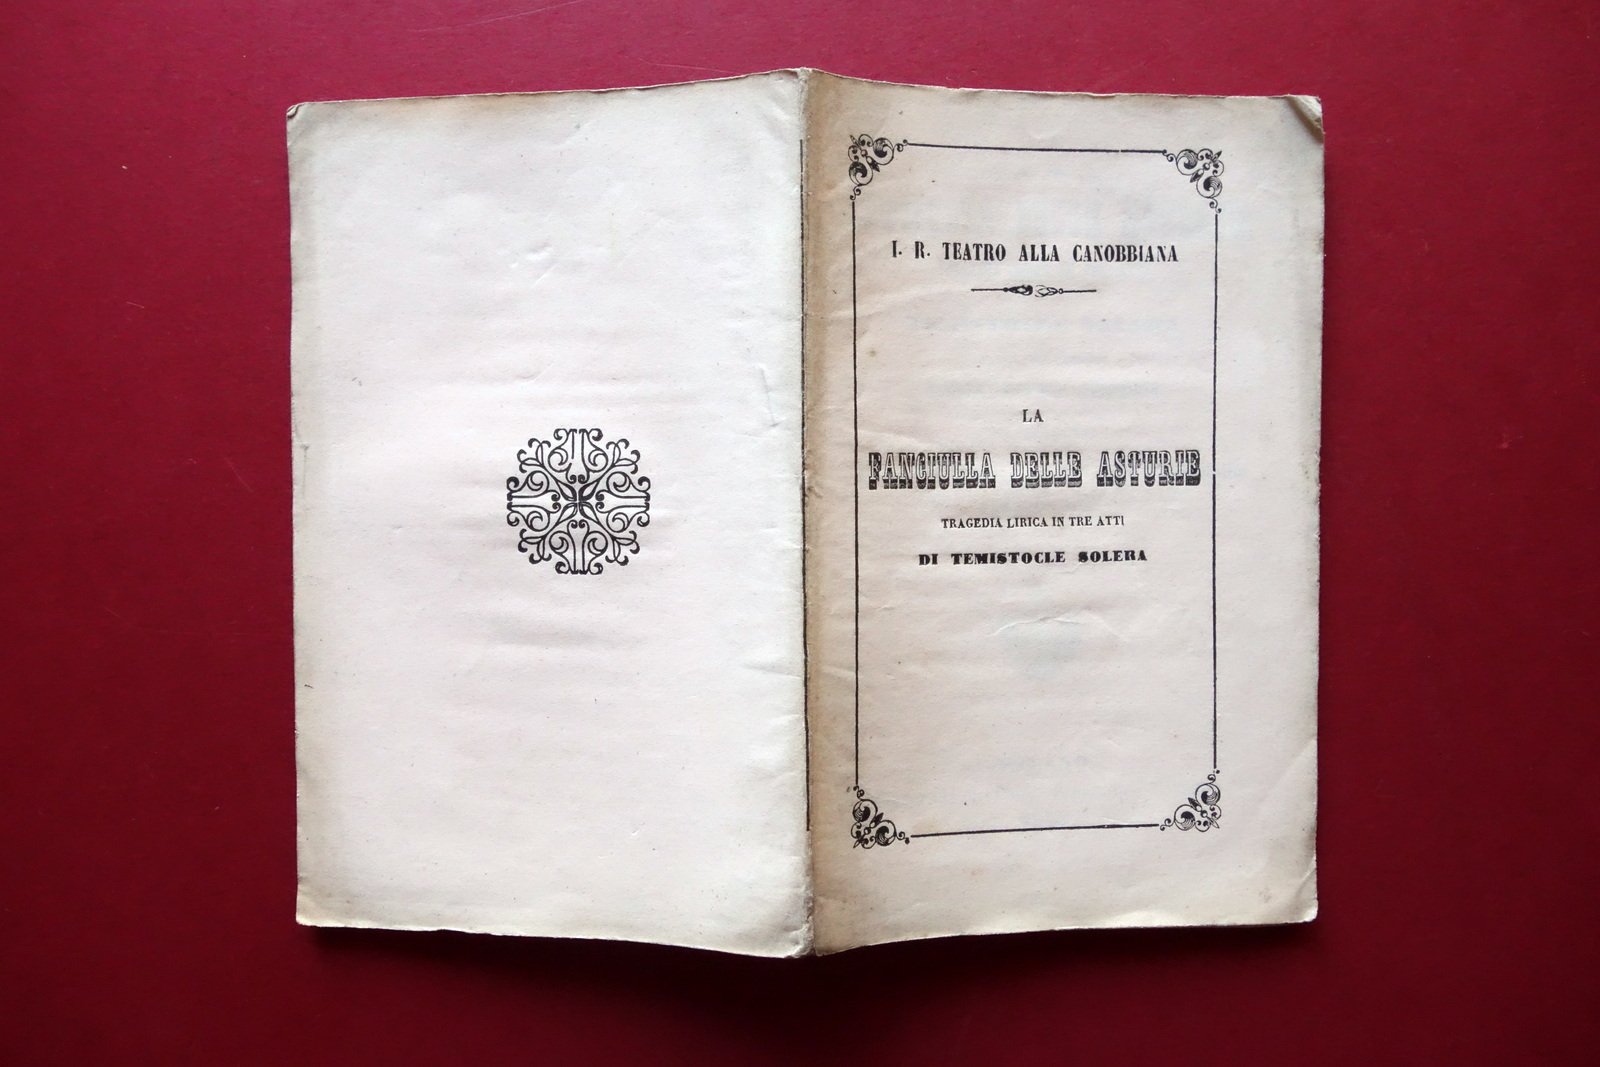 I. R. TEATRO ALLA CANOBBIANA
LA
FANCIULLA DELLE ASTURIE
TRAGEDIA LIRICA IN TRE ATTI
DI TEMISTOCLE SOLERA